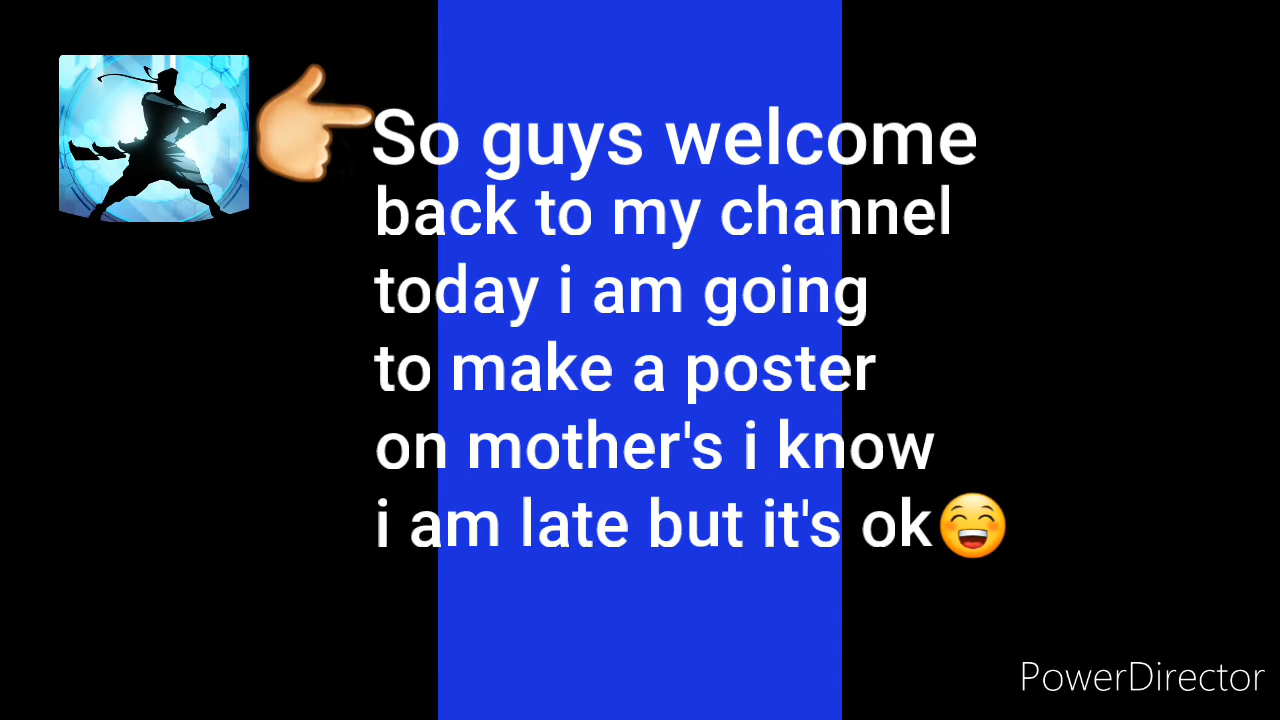 So guys welcome
back to my channel
today i am going
to make a poster
on mother's i know
i am late but it's ok😁
PowerDirector